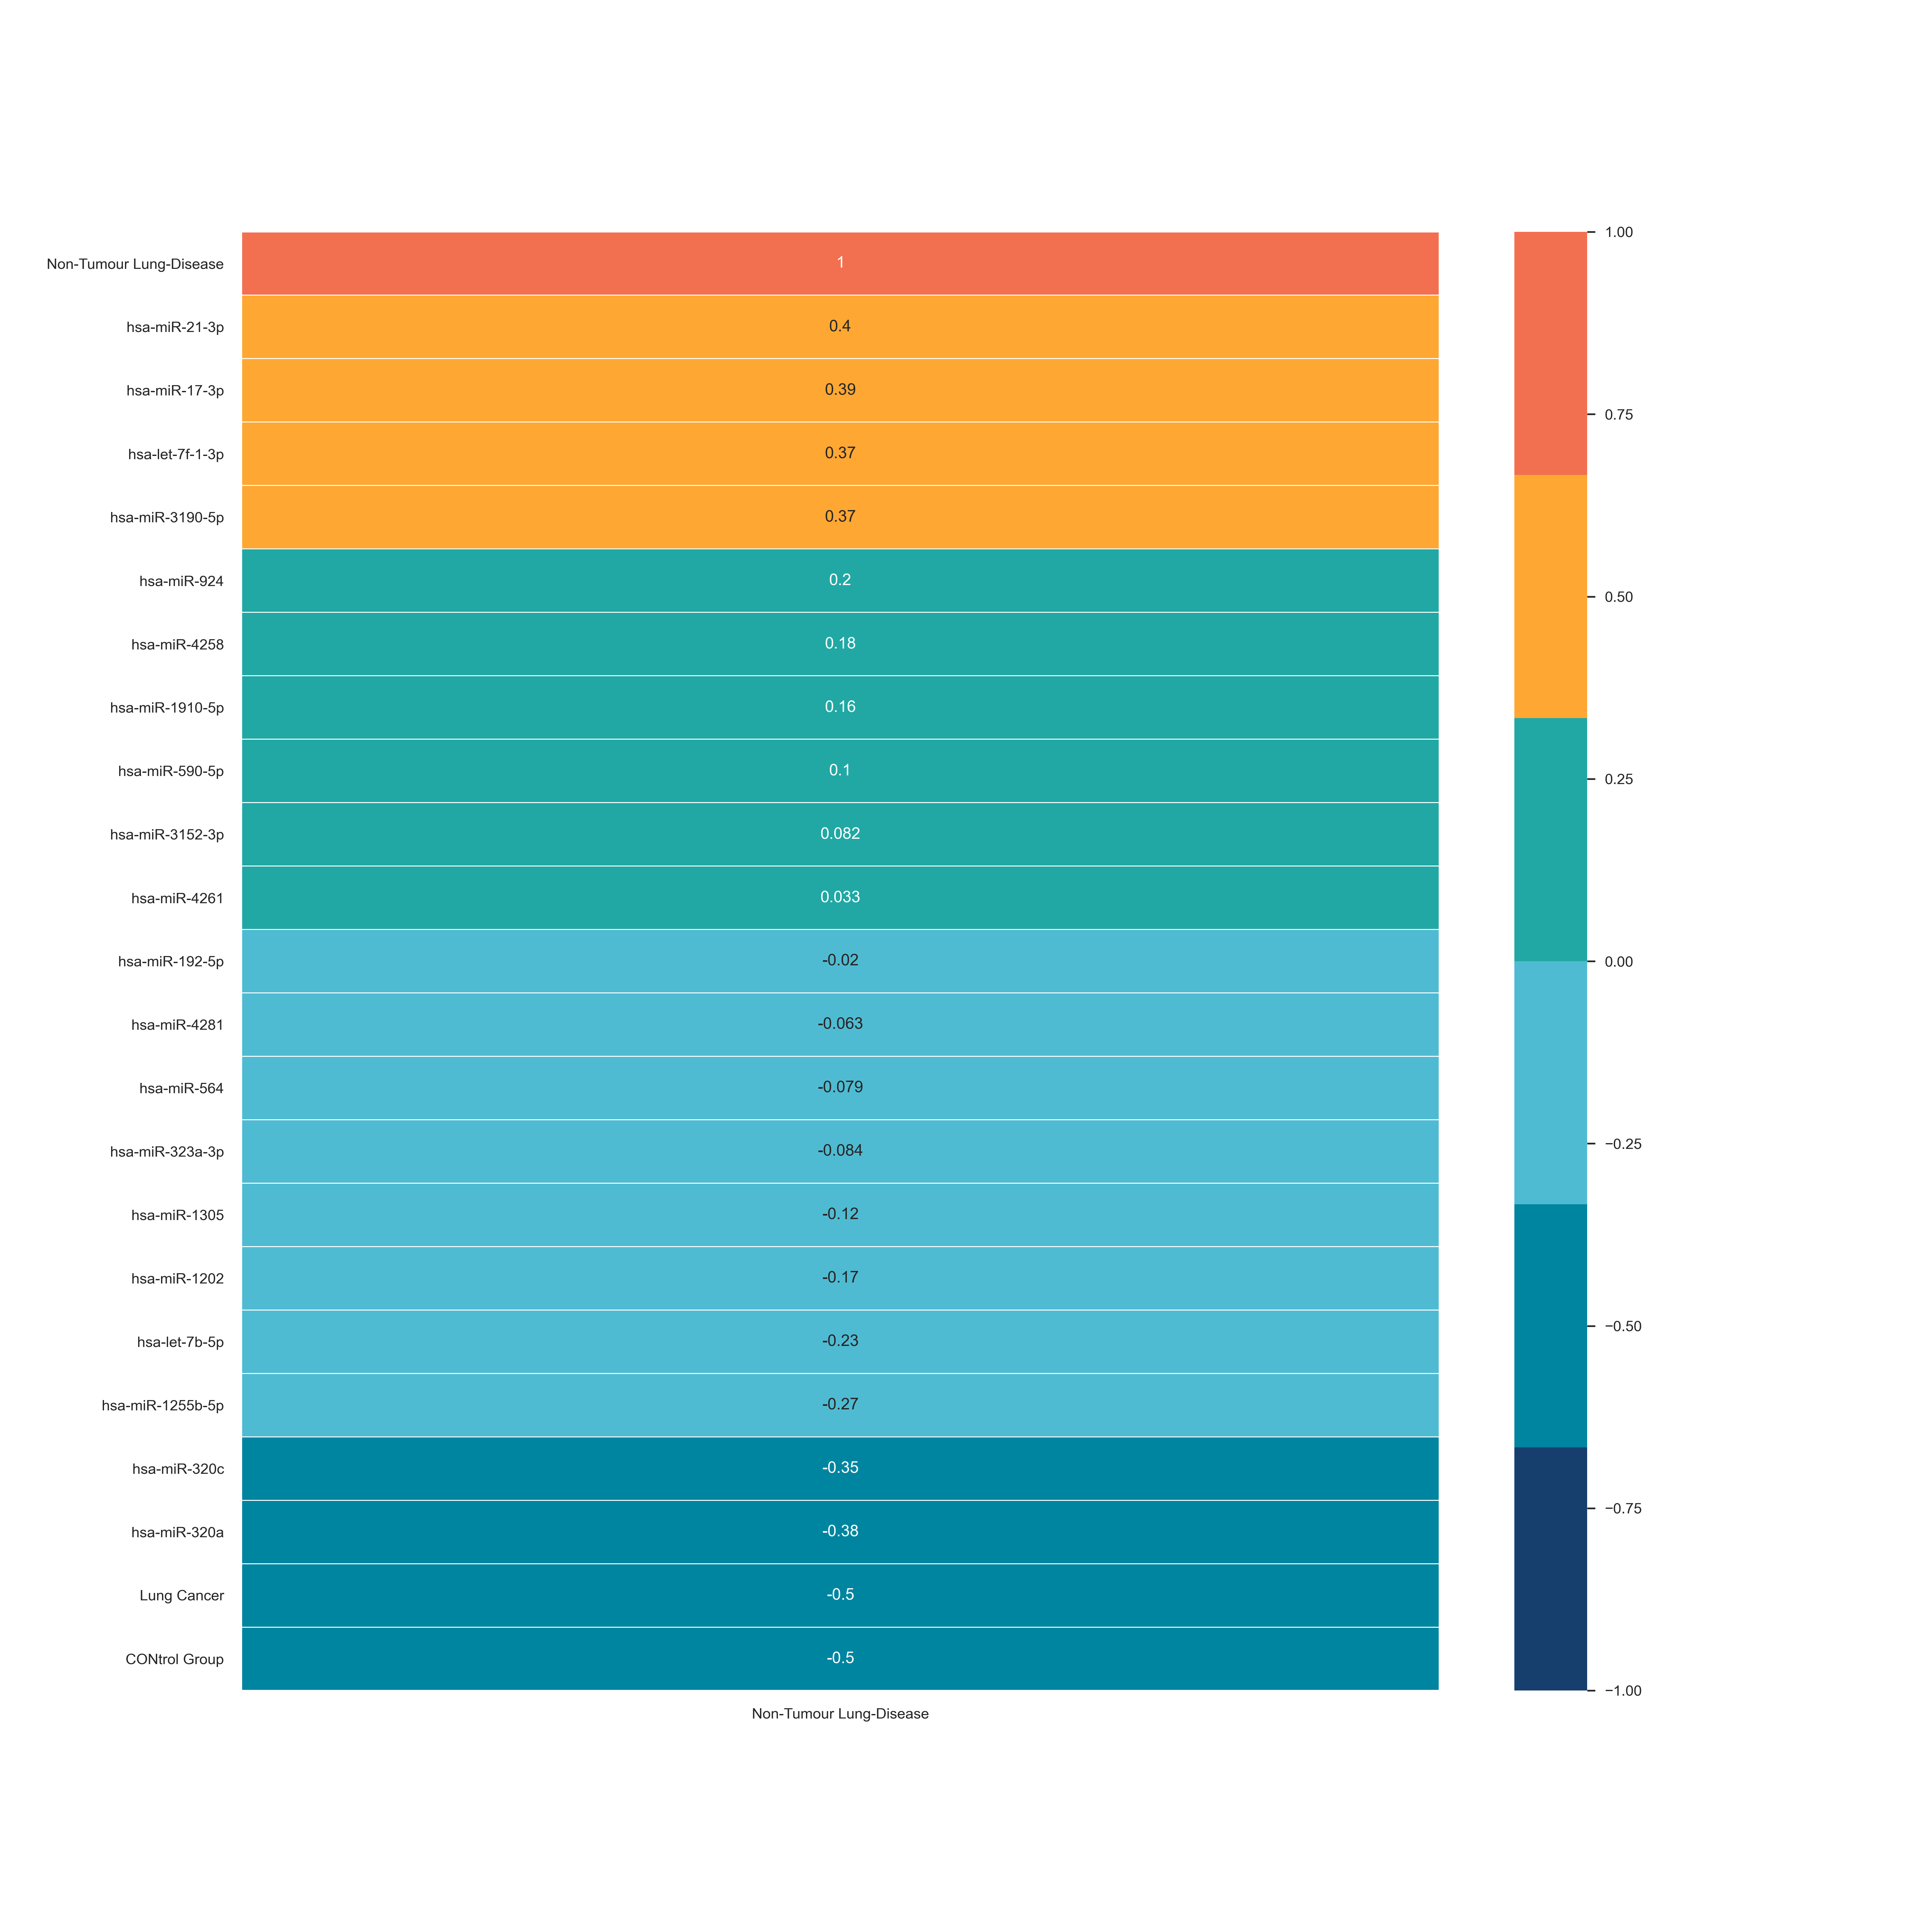 Non-Tumour Lung-Disease 1
hsa-miR-21-3p 0.4
hsa-miR-17-3p 0.39
hsa-let-7f-1-3p 0.37
hsa-miR-3190-5p 0.37
hsa-miR-924 0.2
hsa-miR-4258 0.18
hsa-miR-1910-5p 0.16
hsa-miR-590-5p 0.1
hsa-miR-3152-3p 0.082
hsa-miR-4261 0.033
hsa-miR-192-5p -0.02
hsa-miR-4281 -0.063
hsa-miR-564 -0.079
hsa-miR-323a-3p -0.084
hsa-miR-1305 -0.12
hsa-miR-1202 -0.17
hsa-let-7b-5p -0.23
hsa-miR-1255b-5p -0.27
hsa-miR-320c -0.35
hsa-miR-320a -0.38
Lung Cancer -0.5
CONtrol Group -0.5
Non-Tumour Lung-Disease
1.00
0.75
0.50
0.25
0.00
−0.25
−0.50
−0.75
−1.00